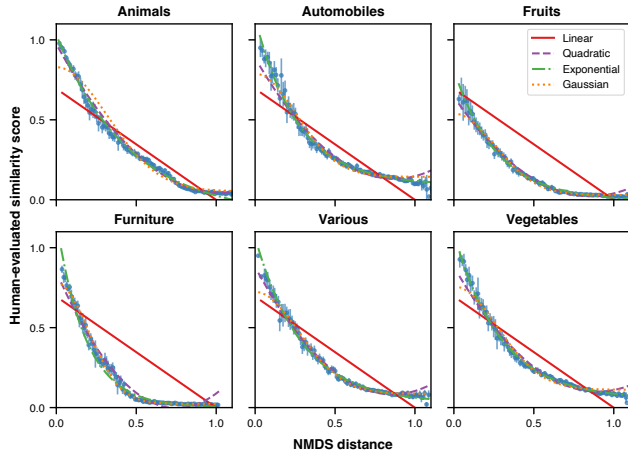 Animals
Automobiles
Fruits
1.0
0.5
0.0
Linear
Quadratic
Exponential
Gaussian
Human-evaluated similarity score
Furniture
Various
Vegetables
1.0
0.5
0.0
0.0 0.5 1.0
0.0 0.5 1.0
0.0 0.5 1.0
NMDS distance